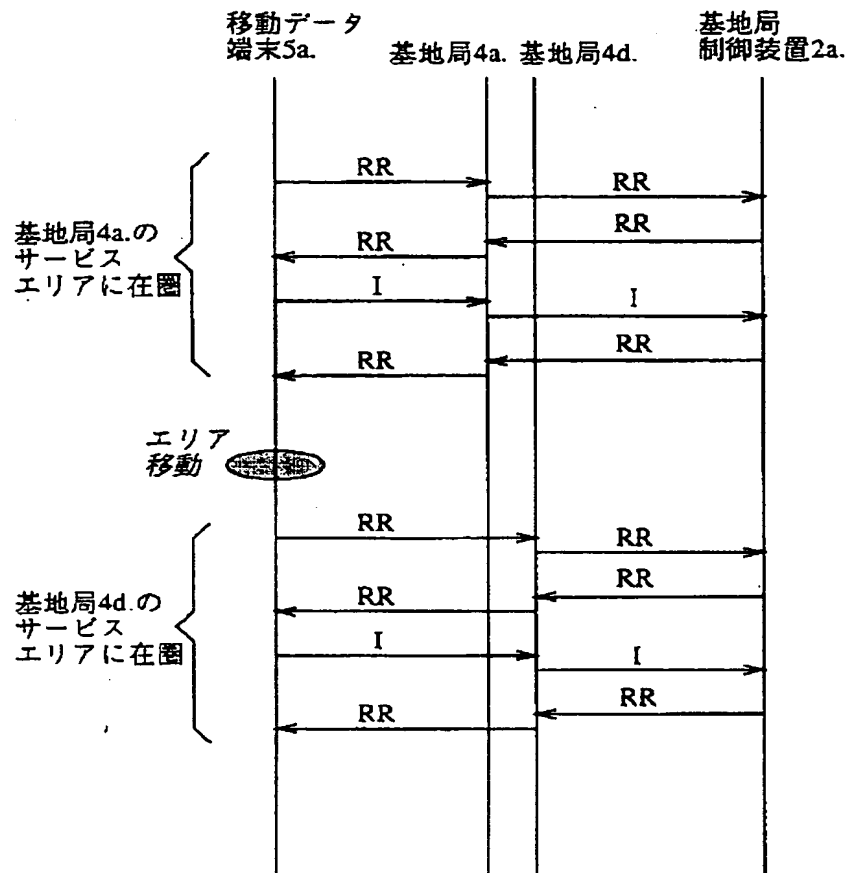 移動データ
端末5a.
基地局4a.
基地局4d.
基地局
制御装置2a.
RR
RR
RR
RR
I
I
RR
RR
基地局4a.の
サービス
エリアに在圏
エリア
移動
RR
RR
RR
RR
I
I
RR
RR
基地局4d.の
サービス
エリアに在圏